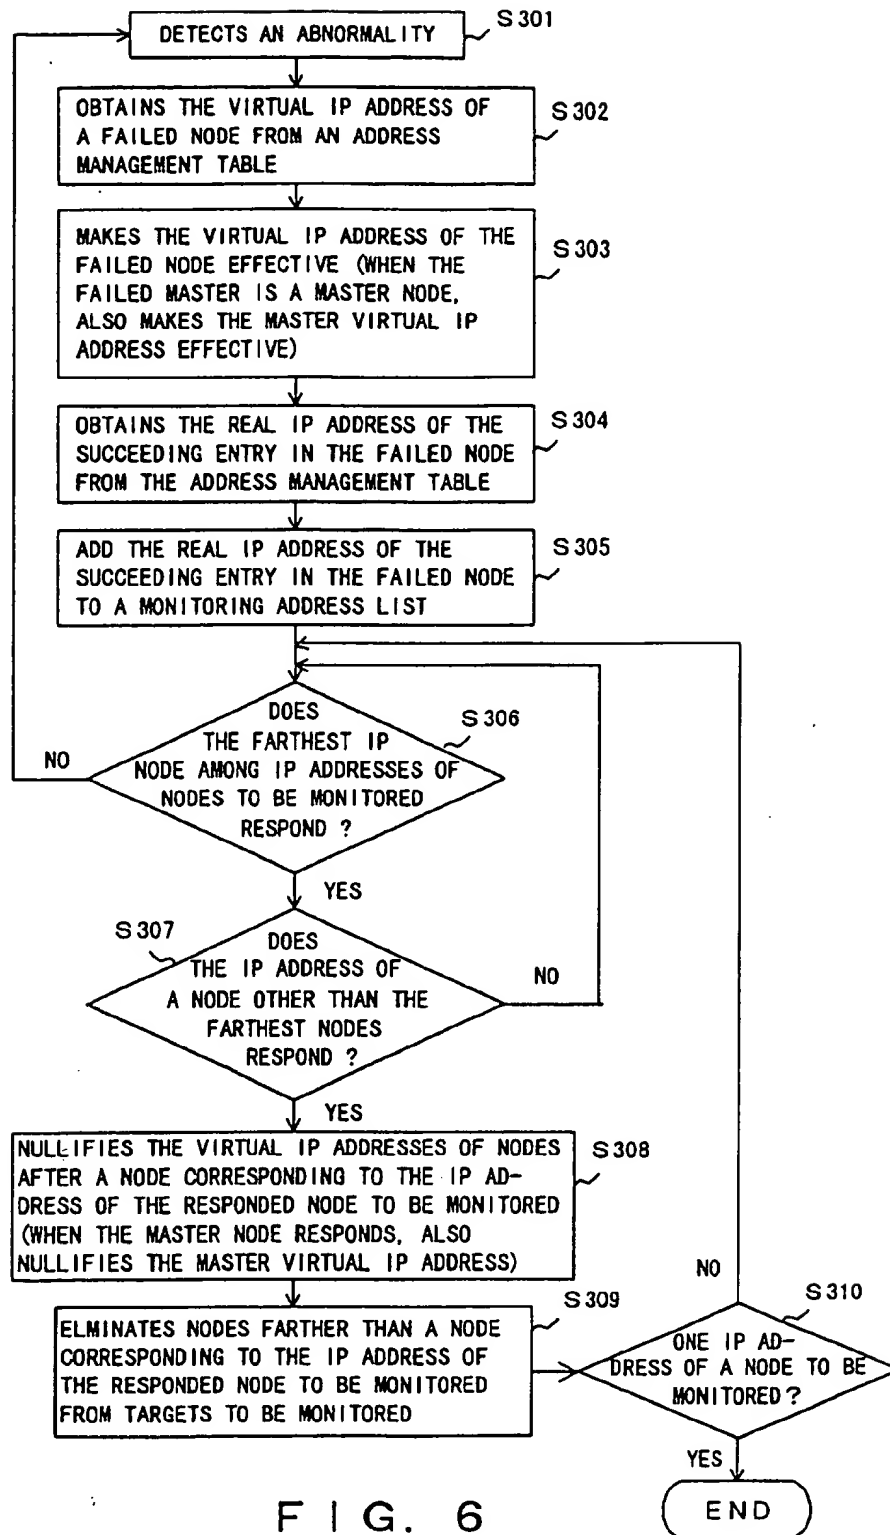 DETECTS AN ABNORMALITY
S301
OBTAINS THE VIRTUAL IP ADDRESS OF
A FAILED NODE FROM AN ADDRESS
MANAGEMENT TABLE
S302
MAKES THE VIRTUAL IP ADDRESS OF THE
FAILED NODE EFFECTIVE (WHEN THE
FAILED MASTER IS A MASTER NODE,
ALSO MAKES THE MASTER VIRTUAL IP
ADDRESS EFFECTIVE)
S303
OBTAINS THE REAL IP ADDRESS OF THE
SUCCEEDING ENTRY IN THE FAILED NODE
FROM THE ADDRESS MANAGEMENT TABLE
S304
ADD THE REAL IP ADDRESS OF THE
SUCCEEDING ENTRY IN THE FAILED NODE
TO A MONITORING ADDRESS LIST
S305
DOES
THE FARTHEST IP
NODE AMONG IP ADDRESSES OF
NODES TO BE MONITORED
RESPOND ?
S306
NO
YES
S307
DOES
THE IP ADDRESS OF
A NODE OTHER THAN THE
FARTHEST NODES
RESPOND ?
NO
YES
NULLIFIES THE VIRTUAL IP ADDRESSES OF NODES
AFTER A NODE CORRESPONDING TO THE IP AD-
DRESS OF THE RESPONDED NODE TO BE MONITORED
(WHEN THE MASTER NODE RESPONDS, ALSO
NULLIFIES THE MASTER VIRTUAL IP ADDRESS)
S308
ELMINATES NODES FARTHER THAN A NODE
CORRESPONDING TO THE IP ADDRESS OF
THE RESPONDED NODE TO BE MONITORED
FROM TARGETS TO BE MONITORED
S309
NO
S310
ONE IP AD-
DRESS OF A NODE TO BE
MONITORED?
YES
END
FIG. 6